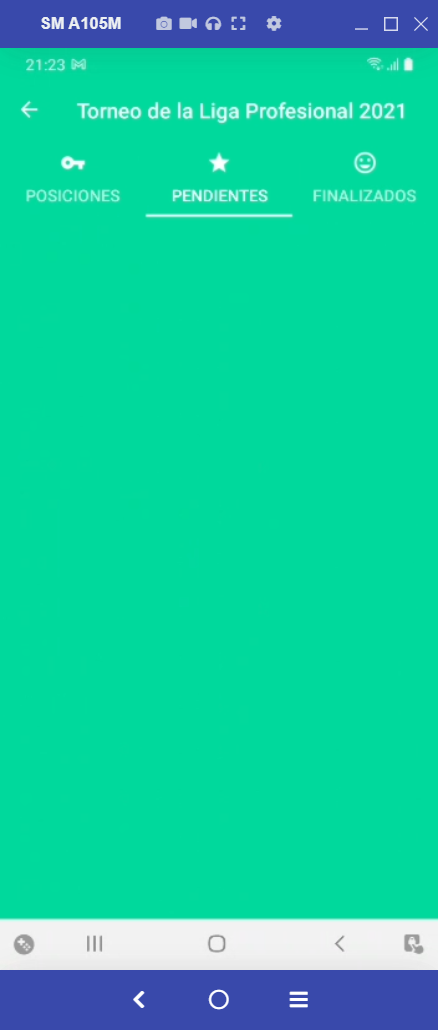 SM A105M
21:23
Torneo de la Liga Profesional 2021
POSICIONES PENDIENTES FINALIZADOS